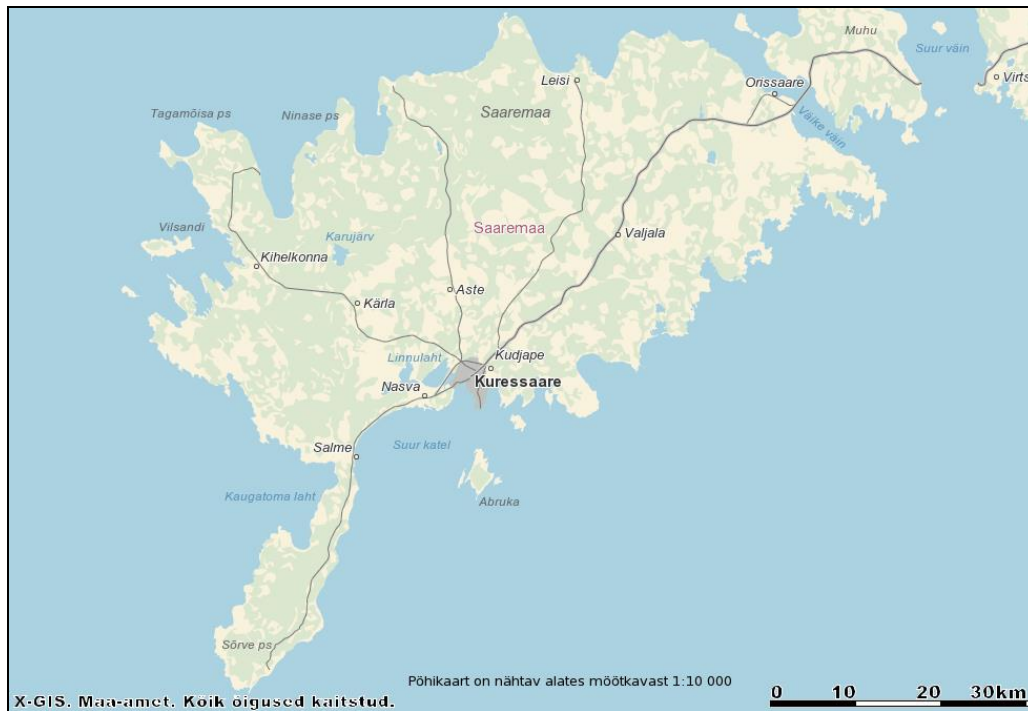 Muhu
Suur väin
Virts
Leisi
Orissaare
Saaremaa
Väike väin
Tagamõisa ps
Ninase ps
Saaremaa
Valjala
Vilsandi
Karujärv
Kihelkonna
Aste
Kärla
Linnulaht
Kudjape
Kuressaare
Nasva
Suur katel
Salme
Kaugatoma laht
Abruka
Sõrve ps
Põhikaart on nähtav alates mõõtkavast 1:10 000
X-GIS. Maa-amet. Kõik õigused kaitstud.
0 10 20 30km